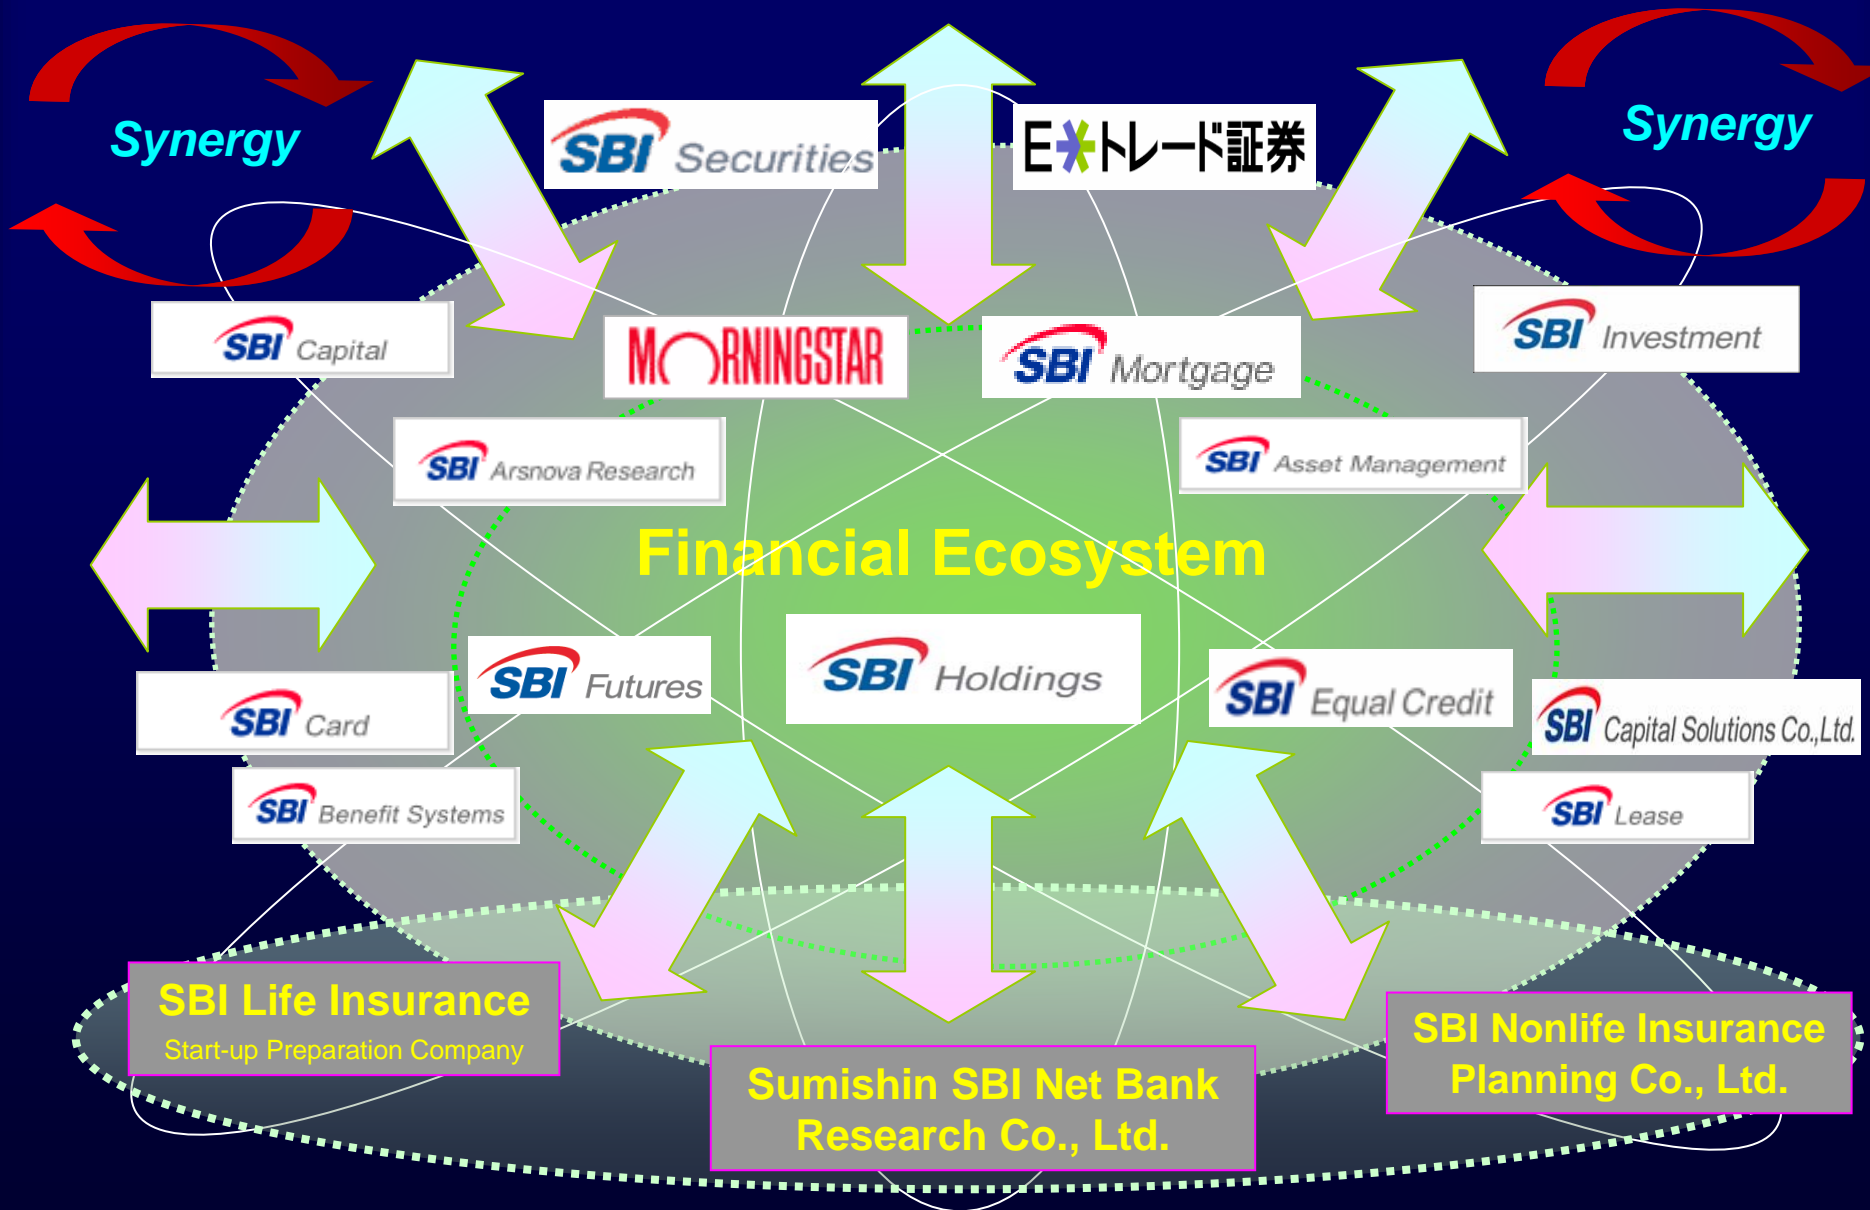 Synergy
Synergy
SBI Securities
E*トレード証券
SBI Capital
MORNINGSTAR
SBI Mortgage
SBI Investment
SBI Arsnova Research
SBI Asset Management
Financial Ecosystem
SBI Futures
SBI Holdings
SBI Equal Credit
SBI Card
SBI Capital Solutions Co.,Ltd.
SBI Benefit Systems
SBI Lease
SBI Life Insurance
Start-up Preparation Company
SBI Nonlife Insurance
Planning Co., Ltd.
Sumishin SBI Net Bank
Research Co., Ltd.